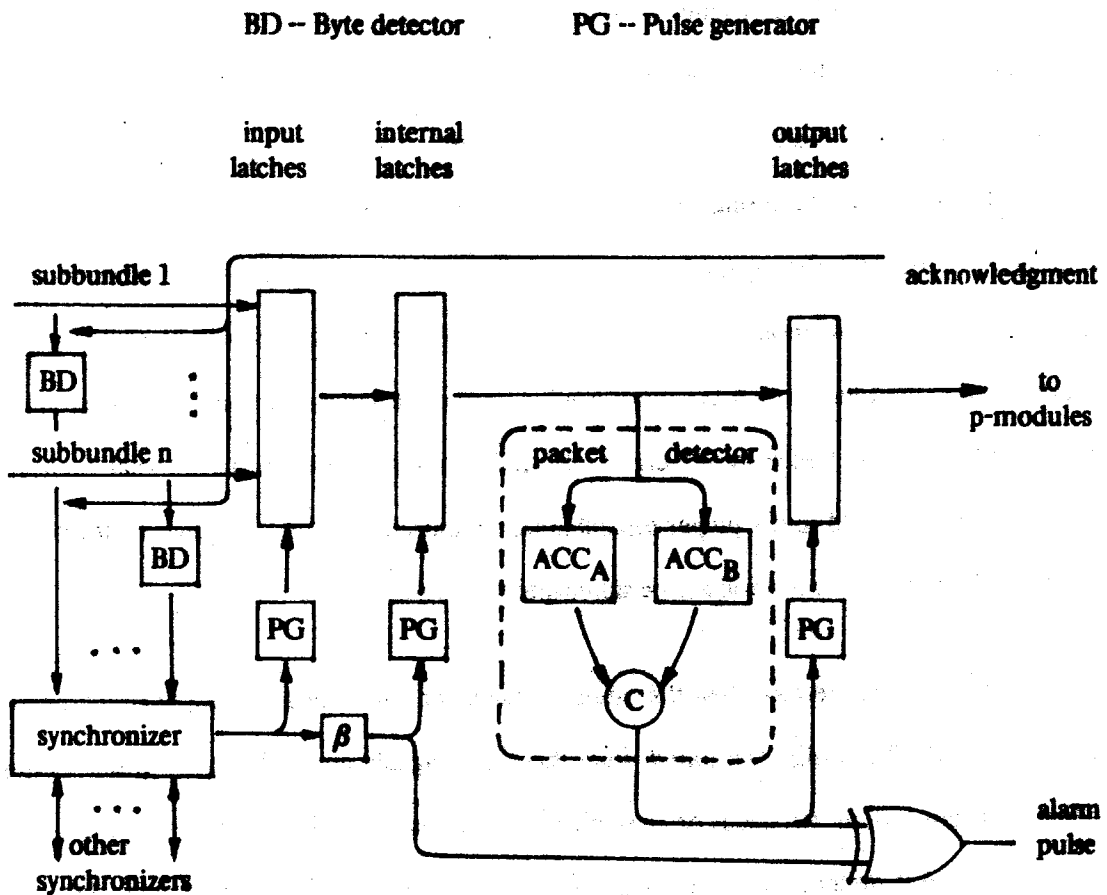 BD -- Byte detector
PG -- Pulse generator
input
latches
internal
latches
output
latches
subbundle 1
acknowledgment
BD
to
p-modules
subbundle n
packet
detector
BD
ACC_A
ACC_B
PG
PG
PG
C
synchronizer
β
other
synchronizers
alarm
pulse